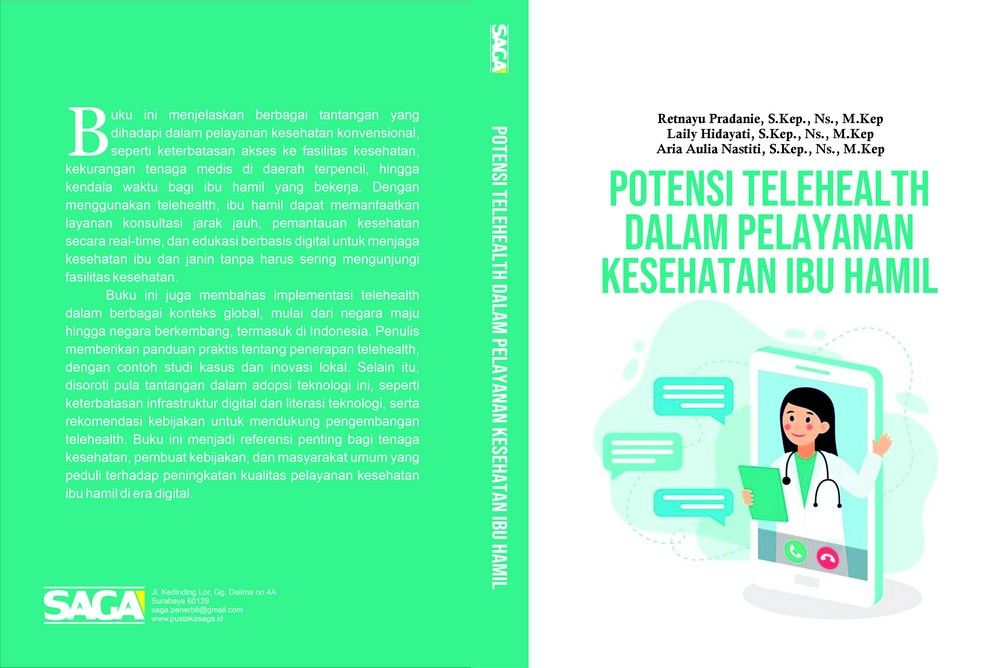 Buku ini menjelaskan berbagai tantangan yang
dihadapi dalam pelayanan kesehatan konvensional,
seperti keterbatasan akses ke fasilitas kesehatan,
kekurangan tenaga medis di daerah terpencil, hingga
kendala waktu bagi ibu hamil yang bekerja. Dengan
menggunakan telehealth, ibu hamil dapat memanfaatkan
layanan konsultasi jarak jauh, pemantauan kesehatan
secara real-time, dan edukasi berbasis digital untuk menjaga
kesehatan ibu dan janin tanpa harus sering mengunjungi
fasilitas kesehatan.
Buku ini juga membahas implementasi telehealth
dalam berbagai konteks global, mulai dari negara maju
hingga negara berkembang, termasuk di Indonesia. Penulis
memberikan panduan praktis tentang penerapan telehealth,
dengan contoh studi kasus dan inovasi lokal. Selain itu,
disoroti pula tantangan dalam adopsi teknologi ini, seperti
keterbatasan infrastruktur digital dan literasi teknologi, serta
rekomendasi kebijakan untuk mendukung pengembangan
telehealth. Buku ini menjadi referensi penting bagi tenaga
kesehatan, pembuat kebijakan, dan masyarakat umum yang
peduli terhadap peningkatan kualitas pelayanan kesehatan
ibu hamil di era digital.
SAGA
Jl. Kedinding Lor, Gg. Delima no 4A
Surabaya 60129
saga.penerbit@gmail.com
www.pustakasaga.id
SAGA
POTENSI TELEHEALTH DALAM PELAYANAN KESEHATAN IBU HAMIL
Retnayu Pradanie, S.Kep., Ns., M.Kep
Laily Hidayati, S.Kep., Ns., M.Kep
Aria Aulia Nastiti, S.Kep., Ns., M.Kep
POTENSI TELEHEALTH
DALAM PELAYANAN
KESEHATAN IBU HAMIL